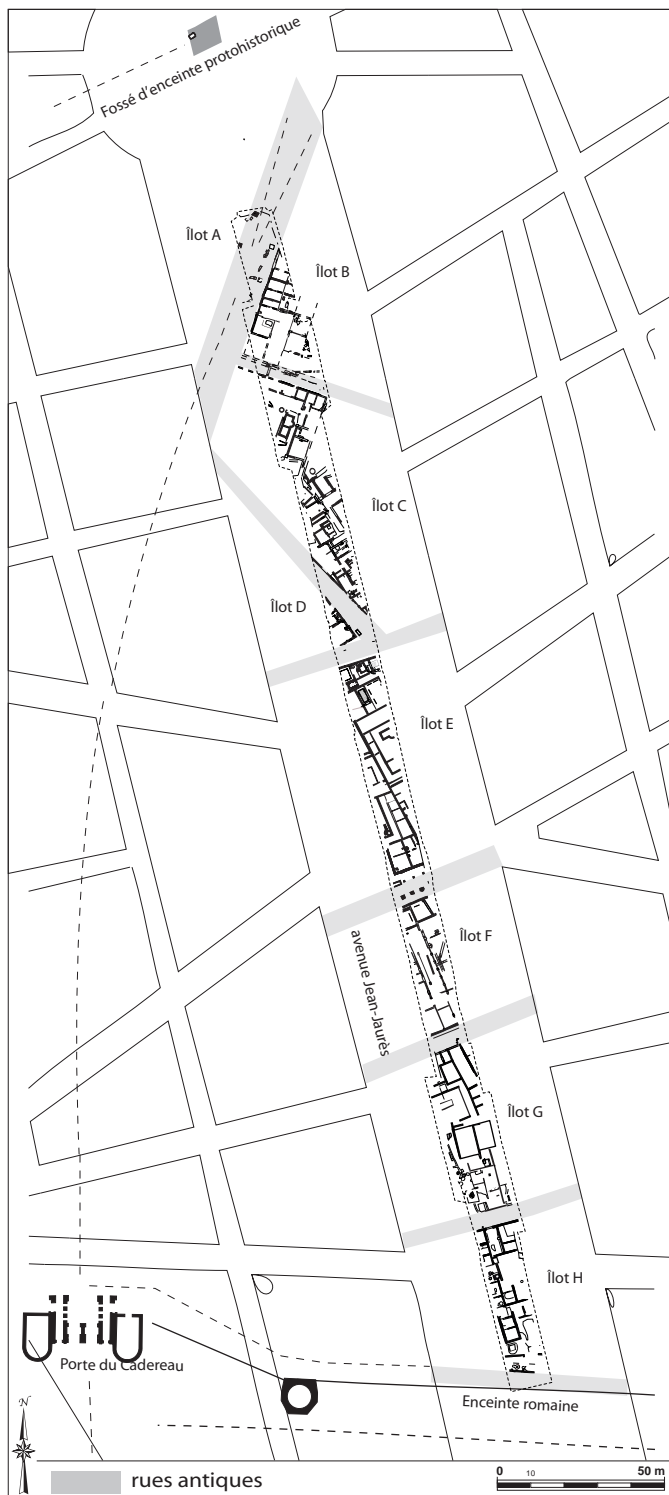 Fossé d'enceinte protohistorique
Îlot A
Îlot B
Îlot C
Îlot D
Îlot E
avenue Jean-Jaurès
Îlot F
Îlot G
Îlot H
Porte du Cadereau
Enceinte romaine
N
rues antiques
0 10 50 m